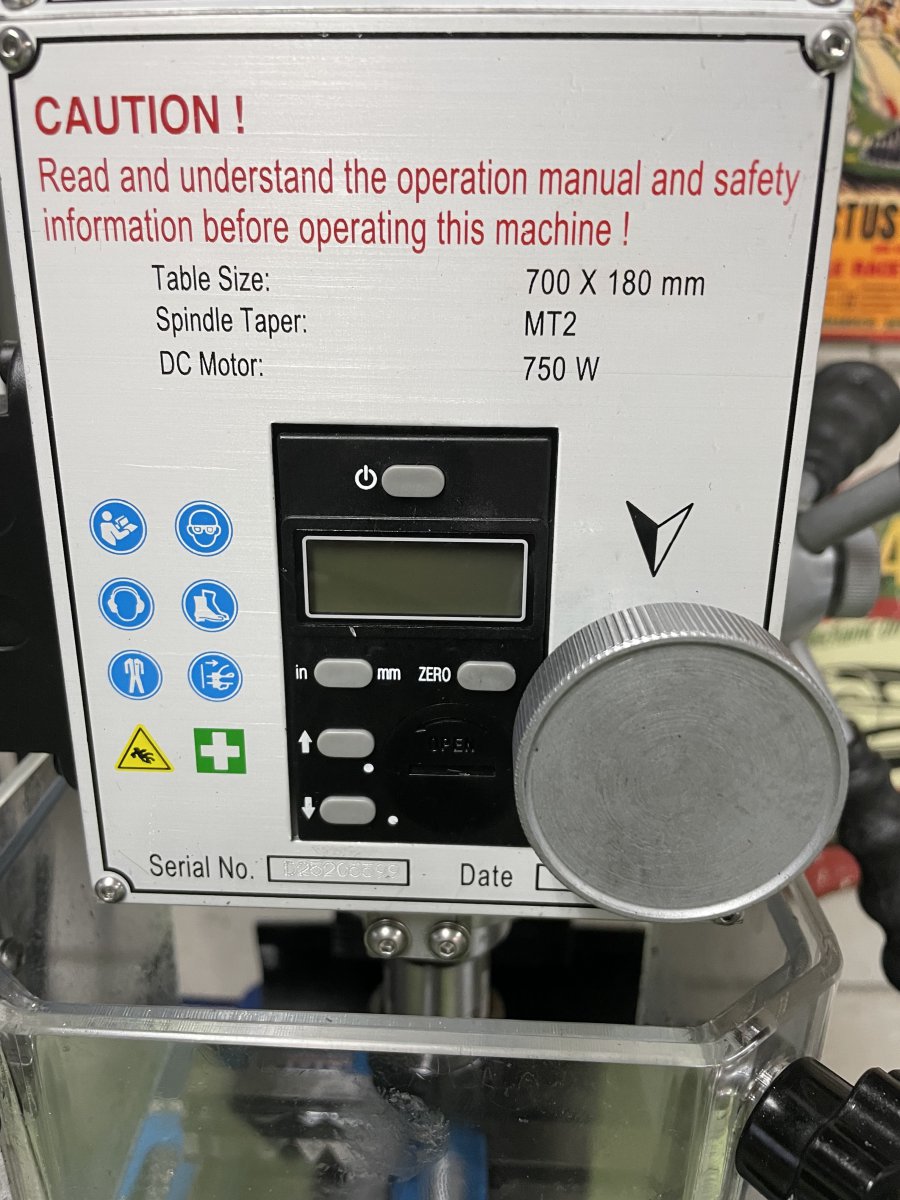 CAUTION !
Read and understand the operation manual and safety
information before operating this machine !
Table Size: 700 X 180 mm
Spindle Taper: MT2
DC Motor: 750 W
in mm ZERO
OPEN
Serial No. Date